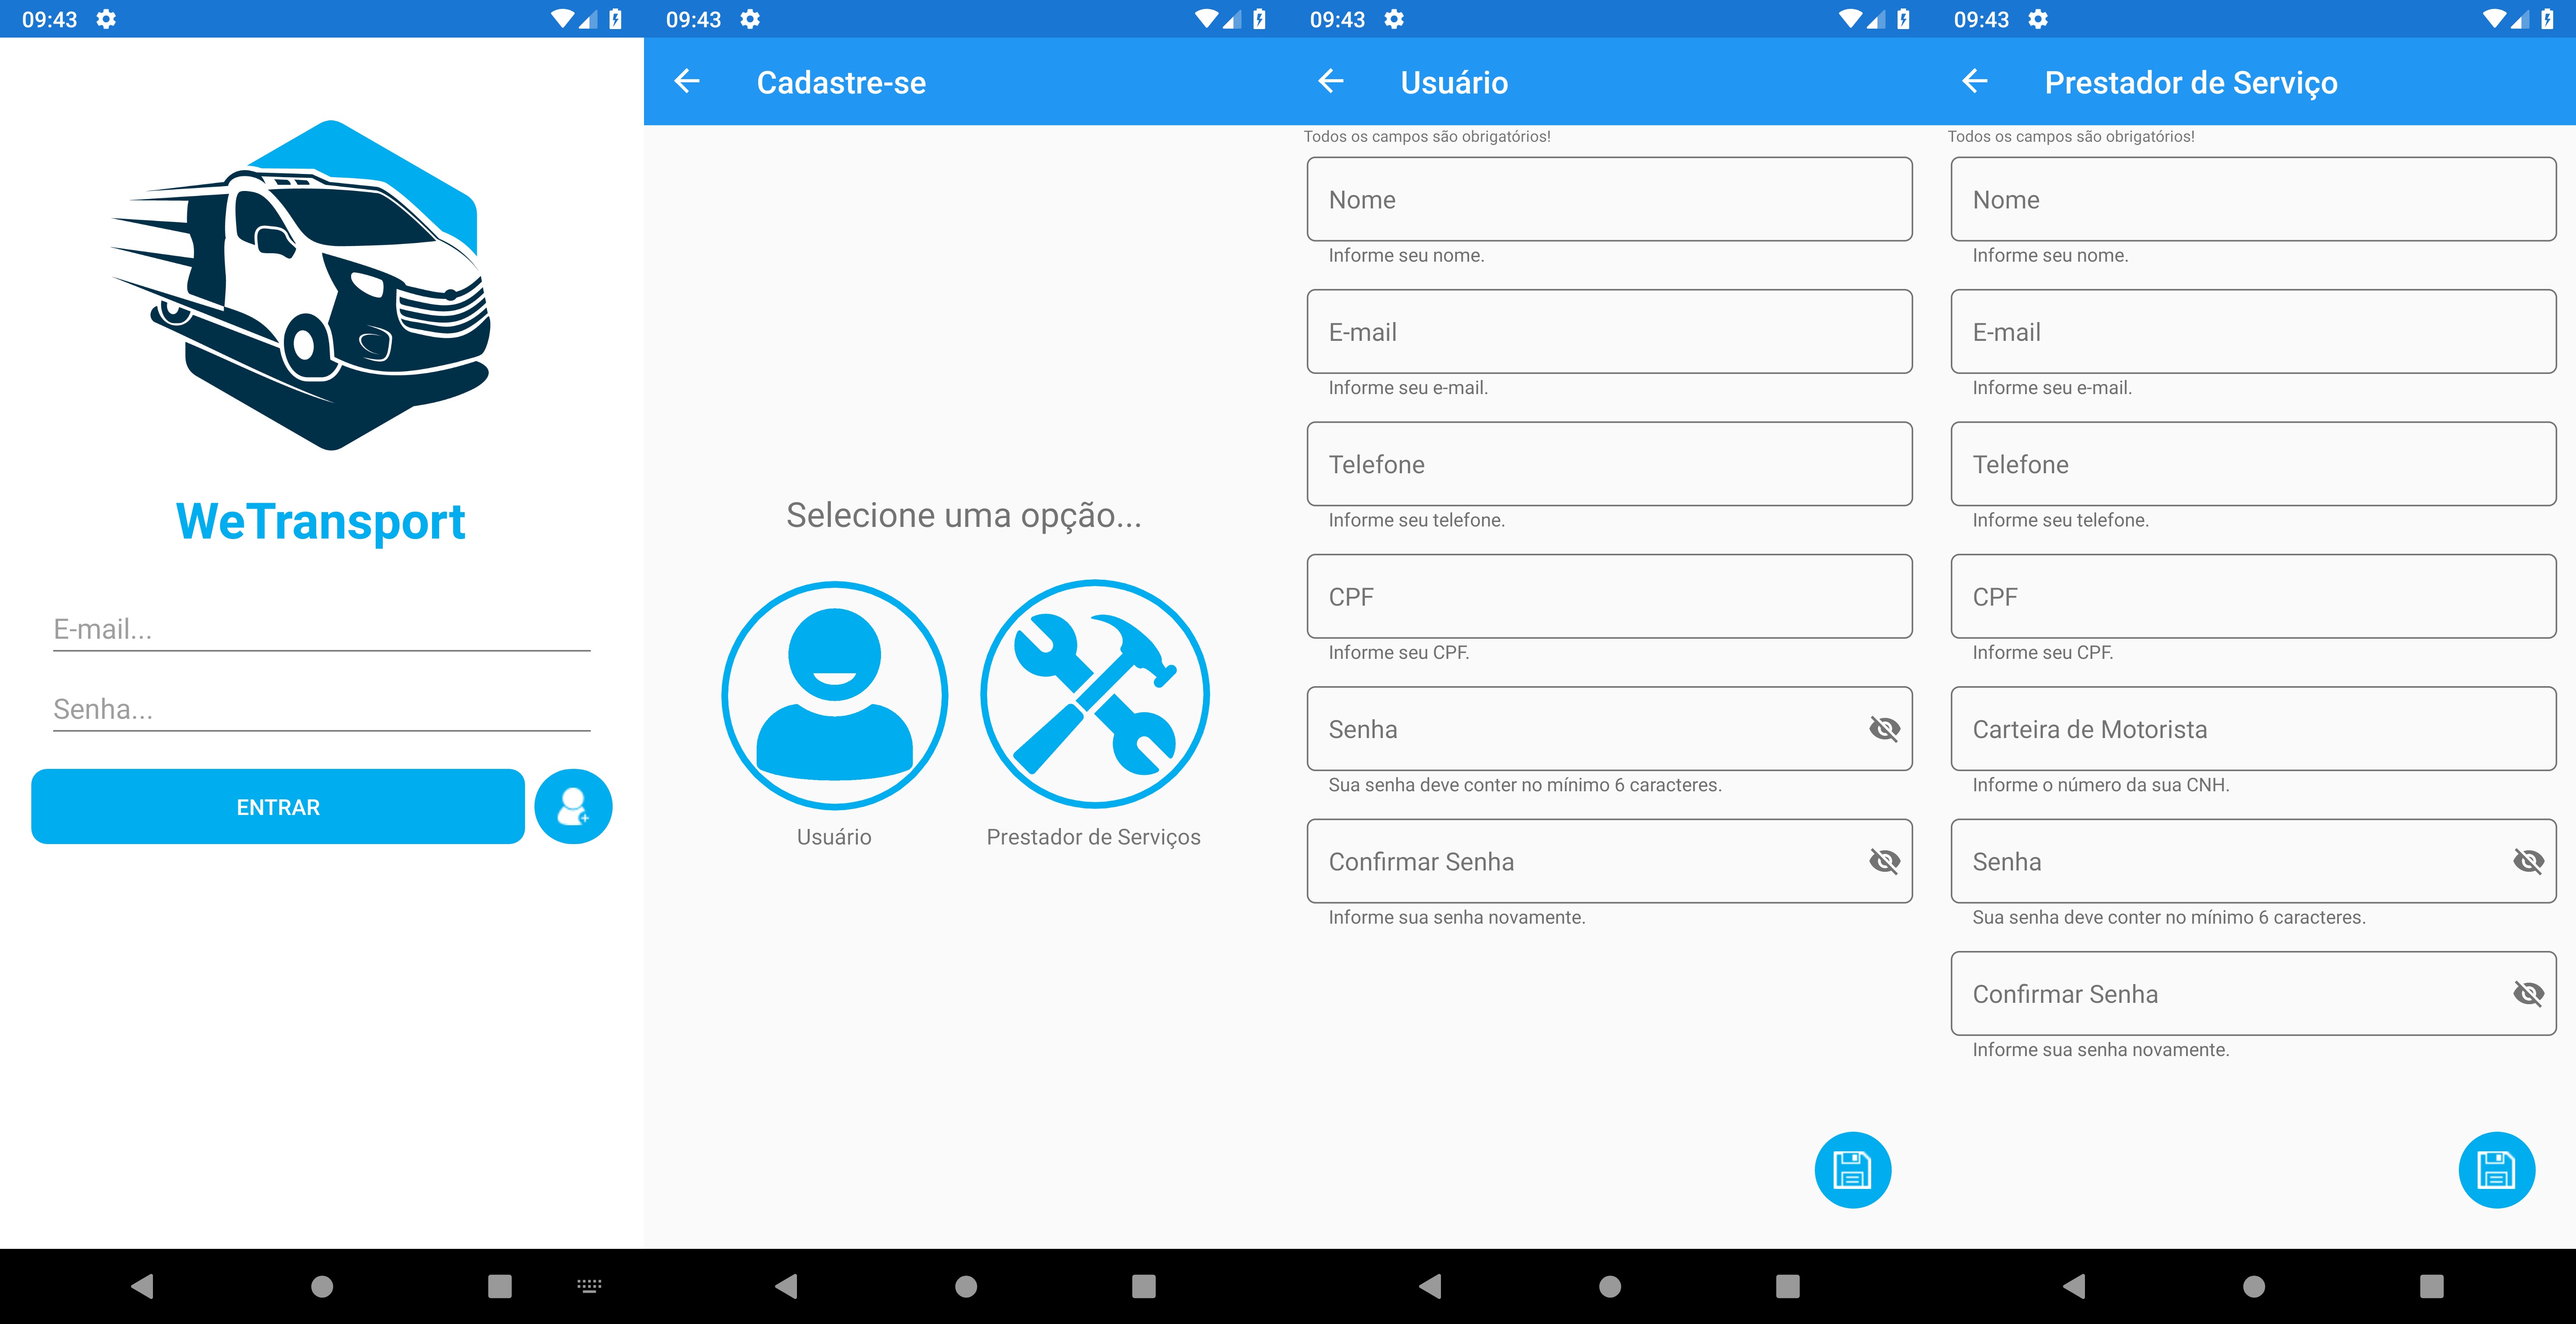 09:43
WeTransport
E-mail...
Senha...
ENTRAR
09:43
Cadastre-se
Selecione uma opção...
Usuário
Prestador de Serviços
09:43
Usuário
Todos os campos são obrigatórios!
Nome
Informe seu nome.
E-mail
Informe seu e-mail.
Telefone
Informe seu telefone.
CPF
Informe seu CPF.
Senha
Sua senha deve conter no mínimo 6 caracteres.
Confirmar Senha
Informe sua senha novamente.
09:43
Prestador de Serviço
Todos os campos são obrigatórios!
Nome
Informe seu nome.
E-mail
Informe seu e-mail.
Telefone
Informe seu telefone.
CPF
Informe seu CPF.
Carteira de Motorista
Informe o número da sua CNH.
Senha
Sua senha deve conter no mínimo 6 caracteres.
Confirmar Senha
Informe sua senha novamente.